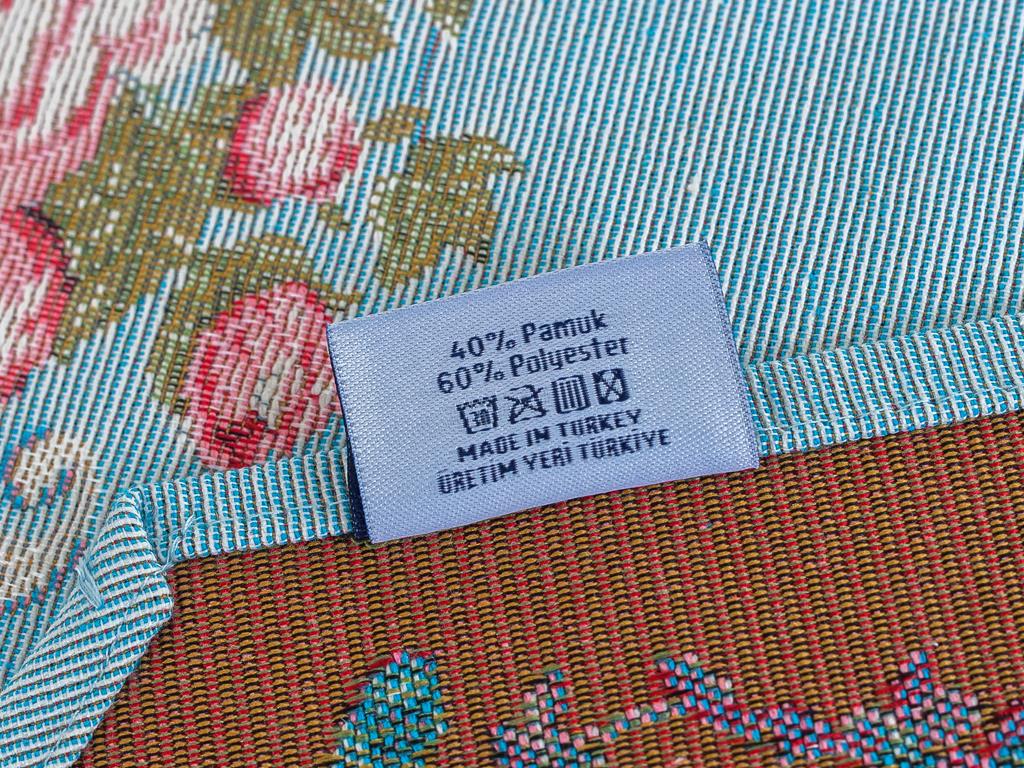 40% Pamuk
60% Polyester
MADE IN TURKEY
ÜRETİM YERİ TÜRKİYE